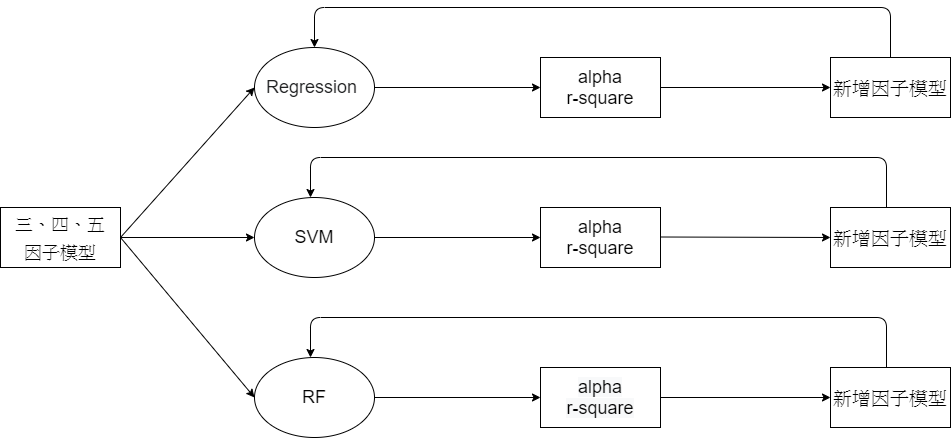 Regression
alpha
r-square
新增因子模型
三、四、五
因子模型
SVM
alpha
r-square
新增因子模型
RF
alpha
r-square
新增因子模型